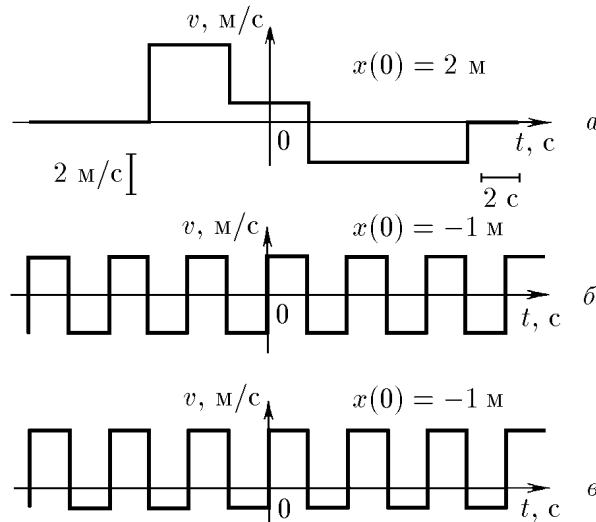 v, м/с
x(0) = 2 м
0
t, с
а
2 м/с
2 с
v, м/с
x(0) = −1 м
0
t, с
б
v, м/с
x(0) = −1 м
0
t, с
в